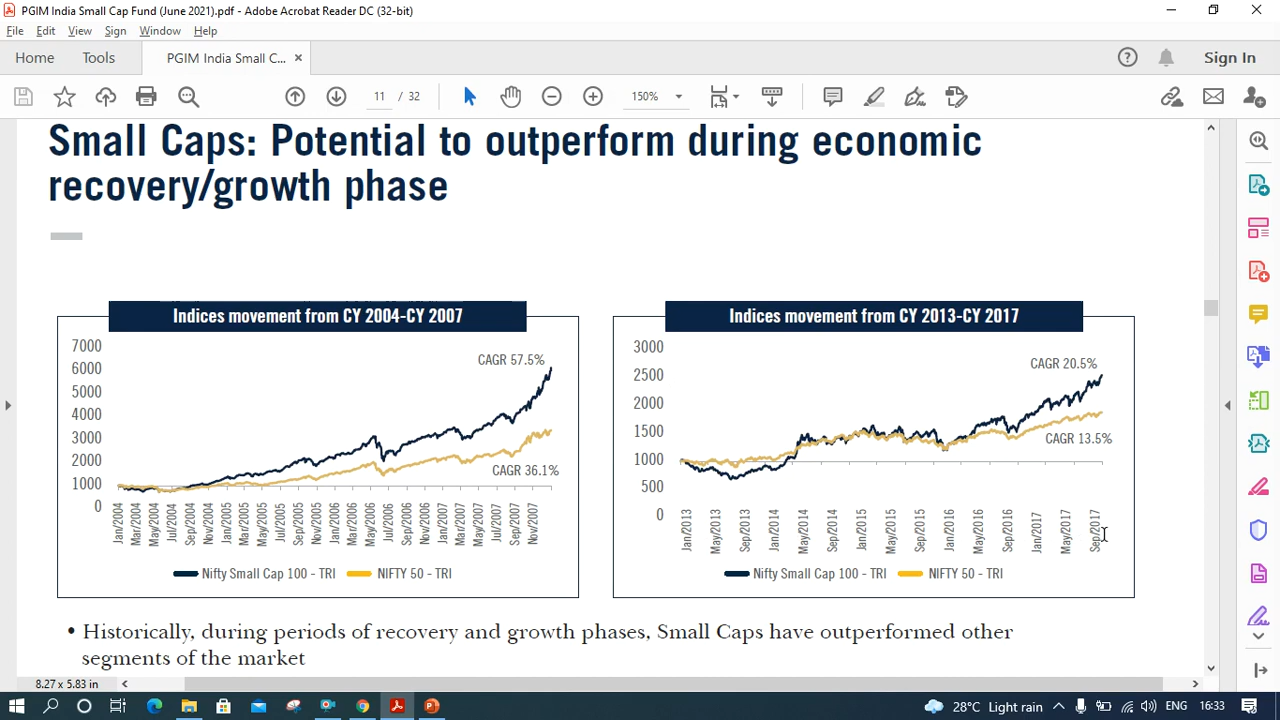 PGIM India Small Cap Fund (June 2021).pdf - Adobe Acrobat Reader DC (32-bit)
File Edit View Sign Window Help
Home Tools PGIM India Small C... × Sign In
11 / 32 150%
Small Caps: Potential to outperform during economic
recovery/growth phase
Indices movement from CY 2004-CY 2007
7000
6000
5000
4000
3000
2000
1000
0
CAGR 57.5%
CAGR 36.1%
Jan/2004
Mar/2004
May/2004
Jul/2004
Sep/2004
Nov/2004
Jan/2005
Mar/2005
May/2005
Jul/2005
Sep/2005
Nov/2005
Jan/2006
Mar/2006
May/2006
Jul/2006
Sep/2006
Nov/2006
Jan/2007
Mar/2007
May/2007
Jul/2007
Sep/2007
Nov/2007
Nifty Small Cap 100 - TRI NIFTY 50 - TRI
Indices movement from CY 2013-CY 2017
3000
2500
2000
1500
1000
500
0
CAGR 20.5%
CAGR 13.5%
Jan/2013
May/2013
Sep/2013
Jan/2014
May/2014
Sep/2014
Jan/2015
May/2015
Sep/2015
Jan/2016
May/2016
Sep/2016
Jan/2017
May/2017
Sep/2017
Nifty Small Cap 100 - TRI NIFTY 50 - TRI
• Historically, during periods of recovery and growth phases, Small Caps have outperformed other
segments of the market
8.27 x 5.83 in
28°C Light rain ENG 16:33